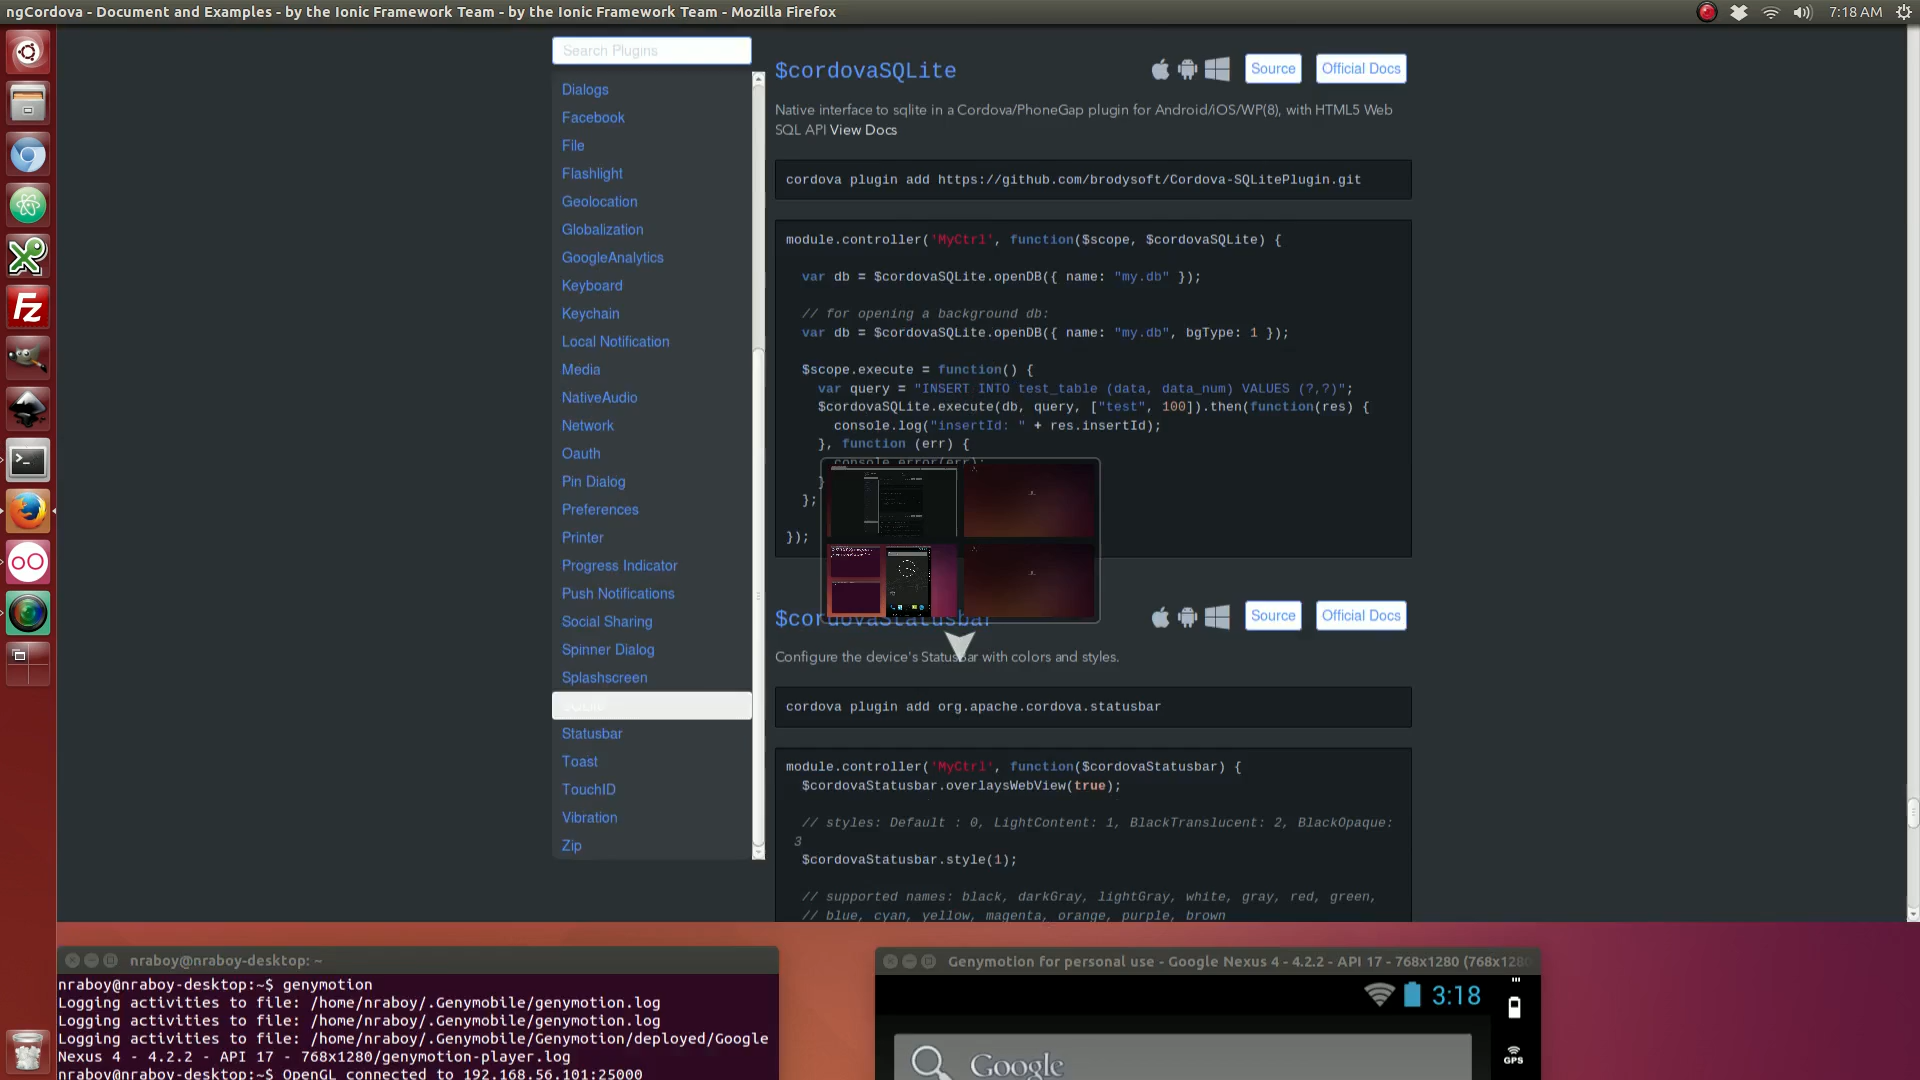 ngCordova - Document and Examples - by the Ionic Framework Team - by the Ionic Framework Team - Mozilla Firefox
7:18 AM
Search Plugins
Dialogs
Facebook
File
Flashlight
Geolocation
Globalization
GoogleAnalytics
Keyboard
Keychain
Local Notification
Media
NativeAudio
Network
Oauth
Pin Dialog
Preferences
Printer
Progress Indicator
Push Notifications
Social Sharing
Spinner Dialog
Splashscreen
Statusbar
Toast
TouchID
Vibration
Zip
$cordovaSQLite
Source
Official Docs
Native interface to sqlite in a Cordova/PhoneGap plugin for Android/iOS/WP(8), with HTML5 Web
SQL API View Docs
cordova plugin add https://github.com/brodysoft/Cordova-SQLitePlugin.git
module.controller('MyCtrl', function($scope, $cordovaSQLite) {
var db = $cordovaSQLite.openDB({ name: "my.db" });
// for opening a background db:
var db = $cordovaSQLite.openDB({ name: "my.db", bgType: 1 });
$scope.execute = function() {
var query = "INSERT INTO test_table (data, data_num) VALUES (?,?)";
$cordovaSQLite.execute(db, query, ["test", 100]).then(function(res) {
console.log("insertId: " + res.insertId);
}, function (err) {
console.error(err);
}
};
});
$cordovaStatusbar
Source
Official Docs
Configure the device's Statusbar with colors and styles.
cordova plugin add org.apache.cordova.statusbar
module.controller('MyCtrl', function($cordovaStatusbar) {
$cordovaStatusbar.overlaysWebView(true);
// styles: Default : 0, LightContent: 1, BlackTranslucent: 2, BlackOpaque:
3
$cordovaStatusbar.style(1);
// supported names: black, darkGray, lightGray, white, gray, red, green,
// blue, cyan, yellow, magenta, orange, purple, brown
nraboy@nraboy-desktop: ~
nraboy@nraboy-desktop:~$ genymotion
Logging activities to file: /home/nraboy/.Genymobile/genymotion.log
Logging activities to file: /home/nraboy/.Genymobile/genymotion.log
Logging activities to file: /home/nraboy/.Genymobile/Genymotion/deployed/Google
Nexus 4 - 4.2.2 - API 17 - 768x1280/genymotion-player.log
nraboy@nraboy-desktop:~$ OpenGL connected to 192.168.56.101:25000
Genymotion for personal use - Google Nexus 4 - 4.2.2 - API 17 - 768x1280 (768x1280
3:18
Google
GPS